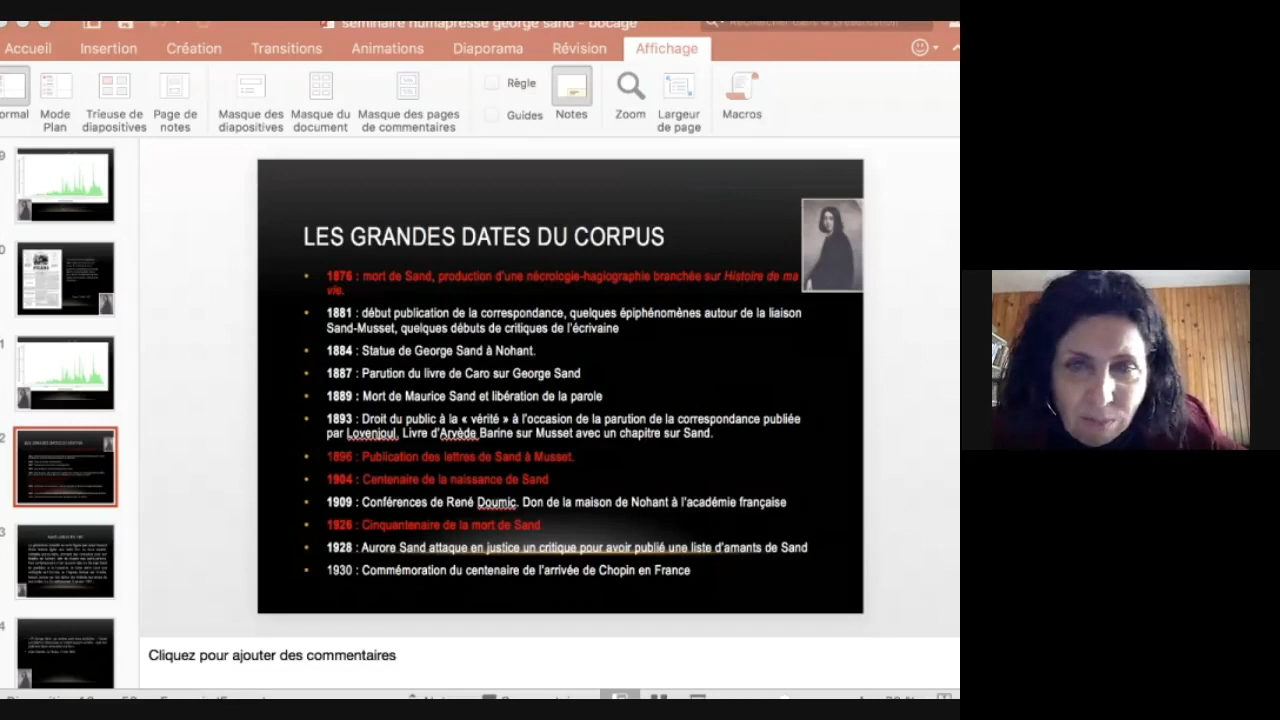 séminaire numapresse george sand - bocage
Rechercher dans la présentation
Accueil Insertion Création Transitions Animations Diaporama Révision Affichage
Règle
Guides
Mode
Plan
Trieuse de
diapositives
Page de
notes
Masque des
diapositives
Masque du
document
Masque des pages
de commentaires
Notes
Zoom
Largeur
de page
Macros
LES GRANDES DATES DU CORPUS
• 1876 : mort de Sand, production d'une nécrologie-hagiographie branchée sur Histoire de ma
vie.
• 1881 : début publication de la correspondance, quelques épiphénomènes autour de la liaison
Sand-Musset, quelques débuts de critiques de l'écrivaine
• 1884 : Statue de George Sand à Nohant.
• 1887 : Parution du livre de Caro sur George Sand
• 1889 : Mort de Maurice Sand et libération de la parole
• 1893 : Droit du public à la « vérité » à l'occasion de la parution de la correspondance publiée
par Lovenjoul. Livre d'Arvède Barine sur Musset avec un chapitre sur Sand.
• 1896 : Publication des lettres de Sand à Musset.
• 1904 : Centenaire de la naissance de Sand
• 1909 : Conférences de René Doumic. Don de la maison de Nohant à l'académie française
• 1926 : Cinquantenaire de la mort de Sand
• : Aurore Sand attaque en procès un critique pour avoir publié une liste d'amants de Sand
• 1930 : Commémoration du centenaire de l'arrivée de Chopin en France
Cliquez pour ajouter des commentaires